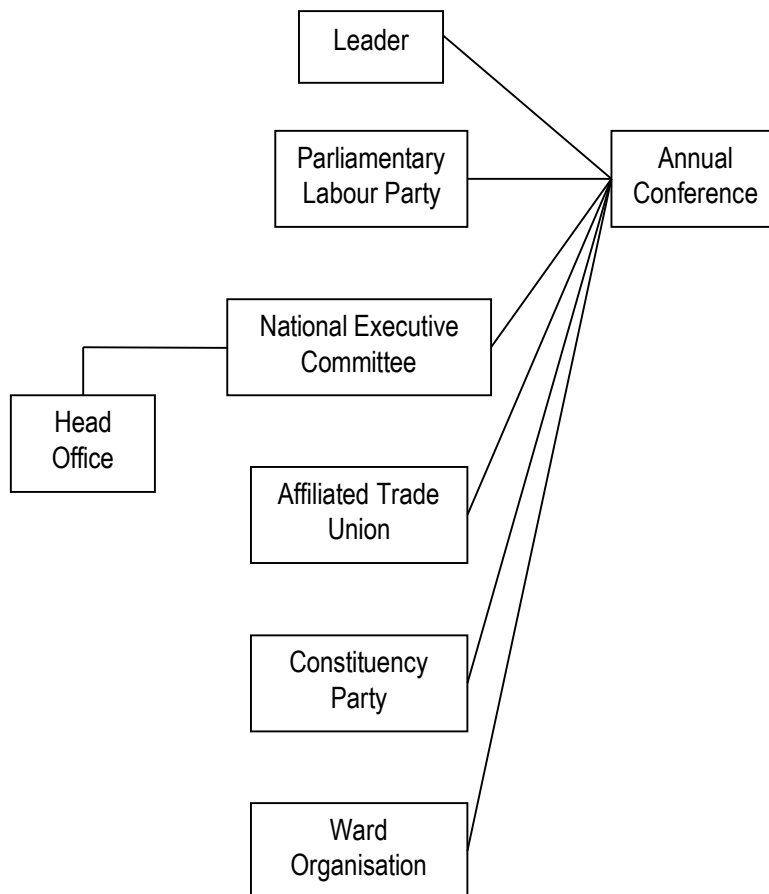 Leader
Parliamentary
Labour Party
Annual
Conference
National Executive
Committee
Head
Office
Affiliated Trade
Union
Constituency
Party
Ward
Organisation